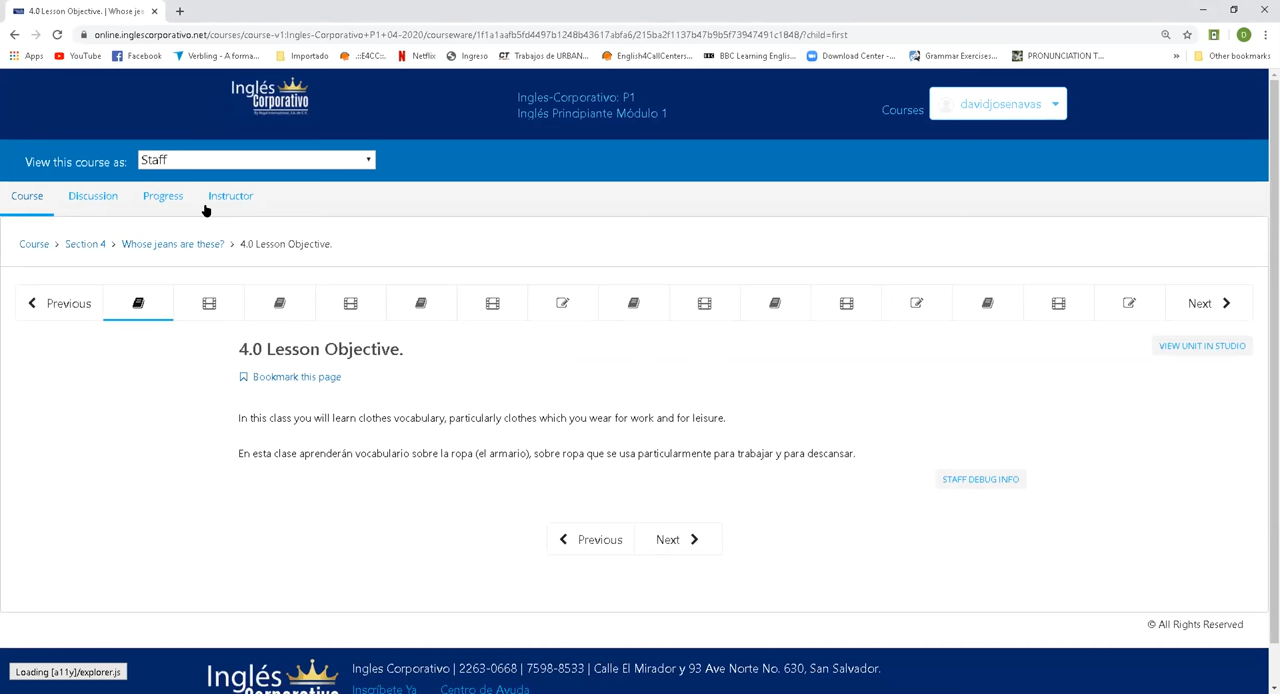 4.0 Lesson Objective. | Whose jea
online.inglescorporativo.net/courses/course-v1:Ingles-Corporativo+P1+04-2020/courseware/1f1a1aafb5fd4497b1248b43617abfa6/215ba2f1137b47b9b5f73947491c1848/?child=first
Apps YouTube Facebook Verbling - A forma... Importado .::E4CC::. Netflix Ingreso Trabajos de URBAN... English4CallCenters... BBC Learning Englis... Download Center -... Grammar Exercises... PRONUNCIATION T... » Other bookmarks
Inglés
Corporativo
Ingles-Corporativo: P1
Inglés Principiante Módulo 1
Courses davidjosenavas
View this course as: Staff
Course Discussion Progress Instructor
Course > Section 4 > Whose jeans are these? > 4.0 Lesson Objective.
Previous Next
4.0 Lesson Objective.
VIEW UNIT IN STUDIO
Bookmark this page
In this class you will learn clothes vocabulary, particularly clothes which you wear for work and for leisure.
En esta clase aprenderán vocabulario sobre la ropa (el armario), sobre ropa que se usa particularmente para trabajar y para descansar.
STAFF DEBUG INFO
Previous Next
© All Rights Reserved
Loading [a11y]/explorer.js
Inglés
Corporativo
Ingles Corporativo | 2263-0668 | 7598-8533 | Calle El Mirador y 93 Ave Norte No. 630, San Salvador.
Inscríbete Ya Centro de Ayuda